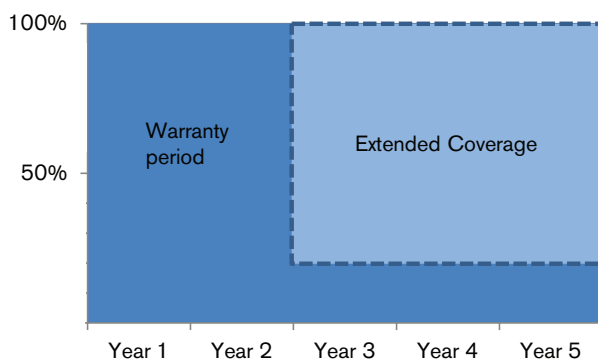 100%
Warranty
period
Extended Coverage
50%
Year 1
Year 2
Year 3
Year 4
Year 5